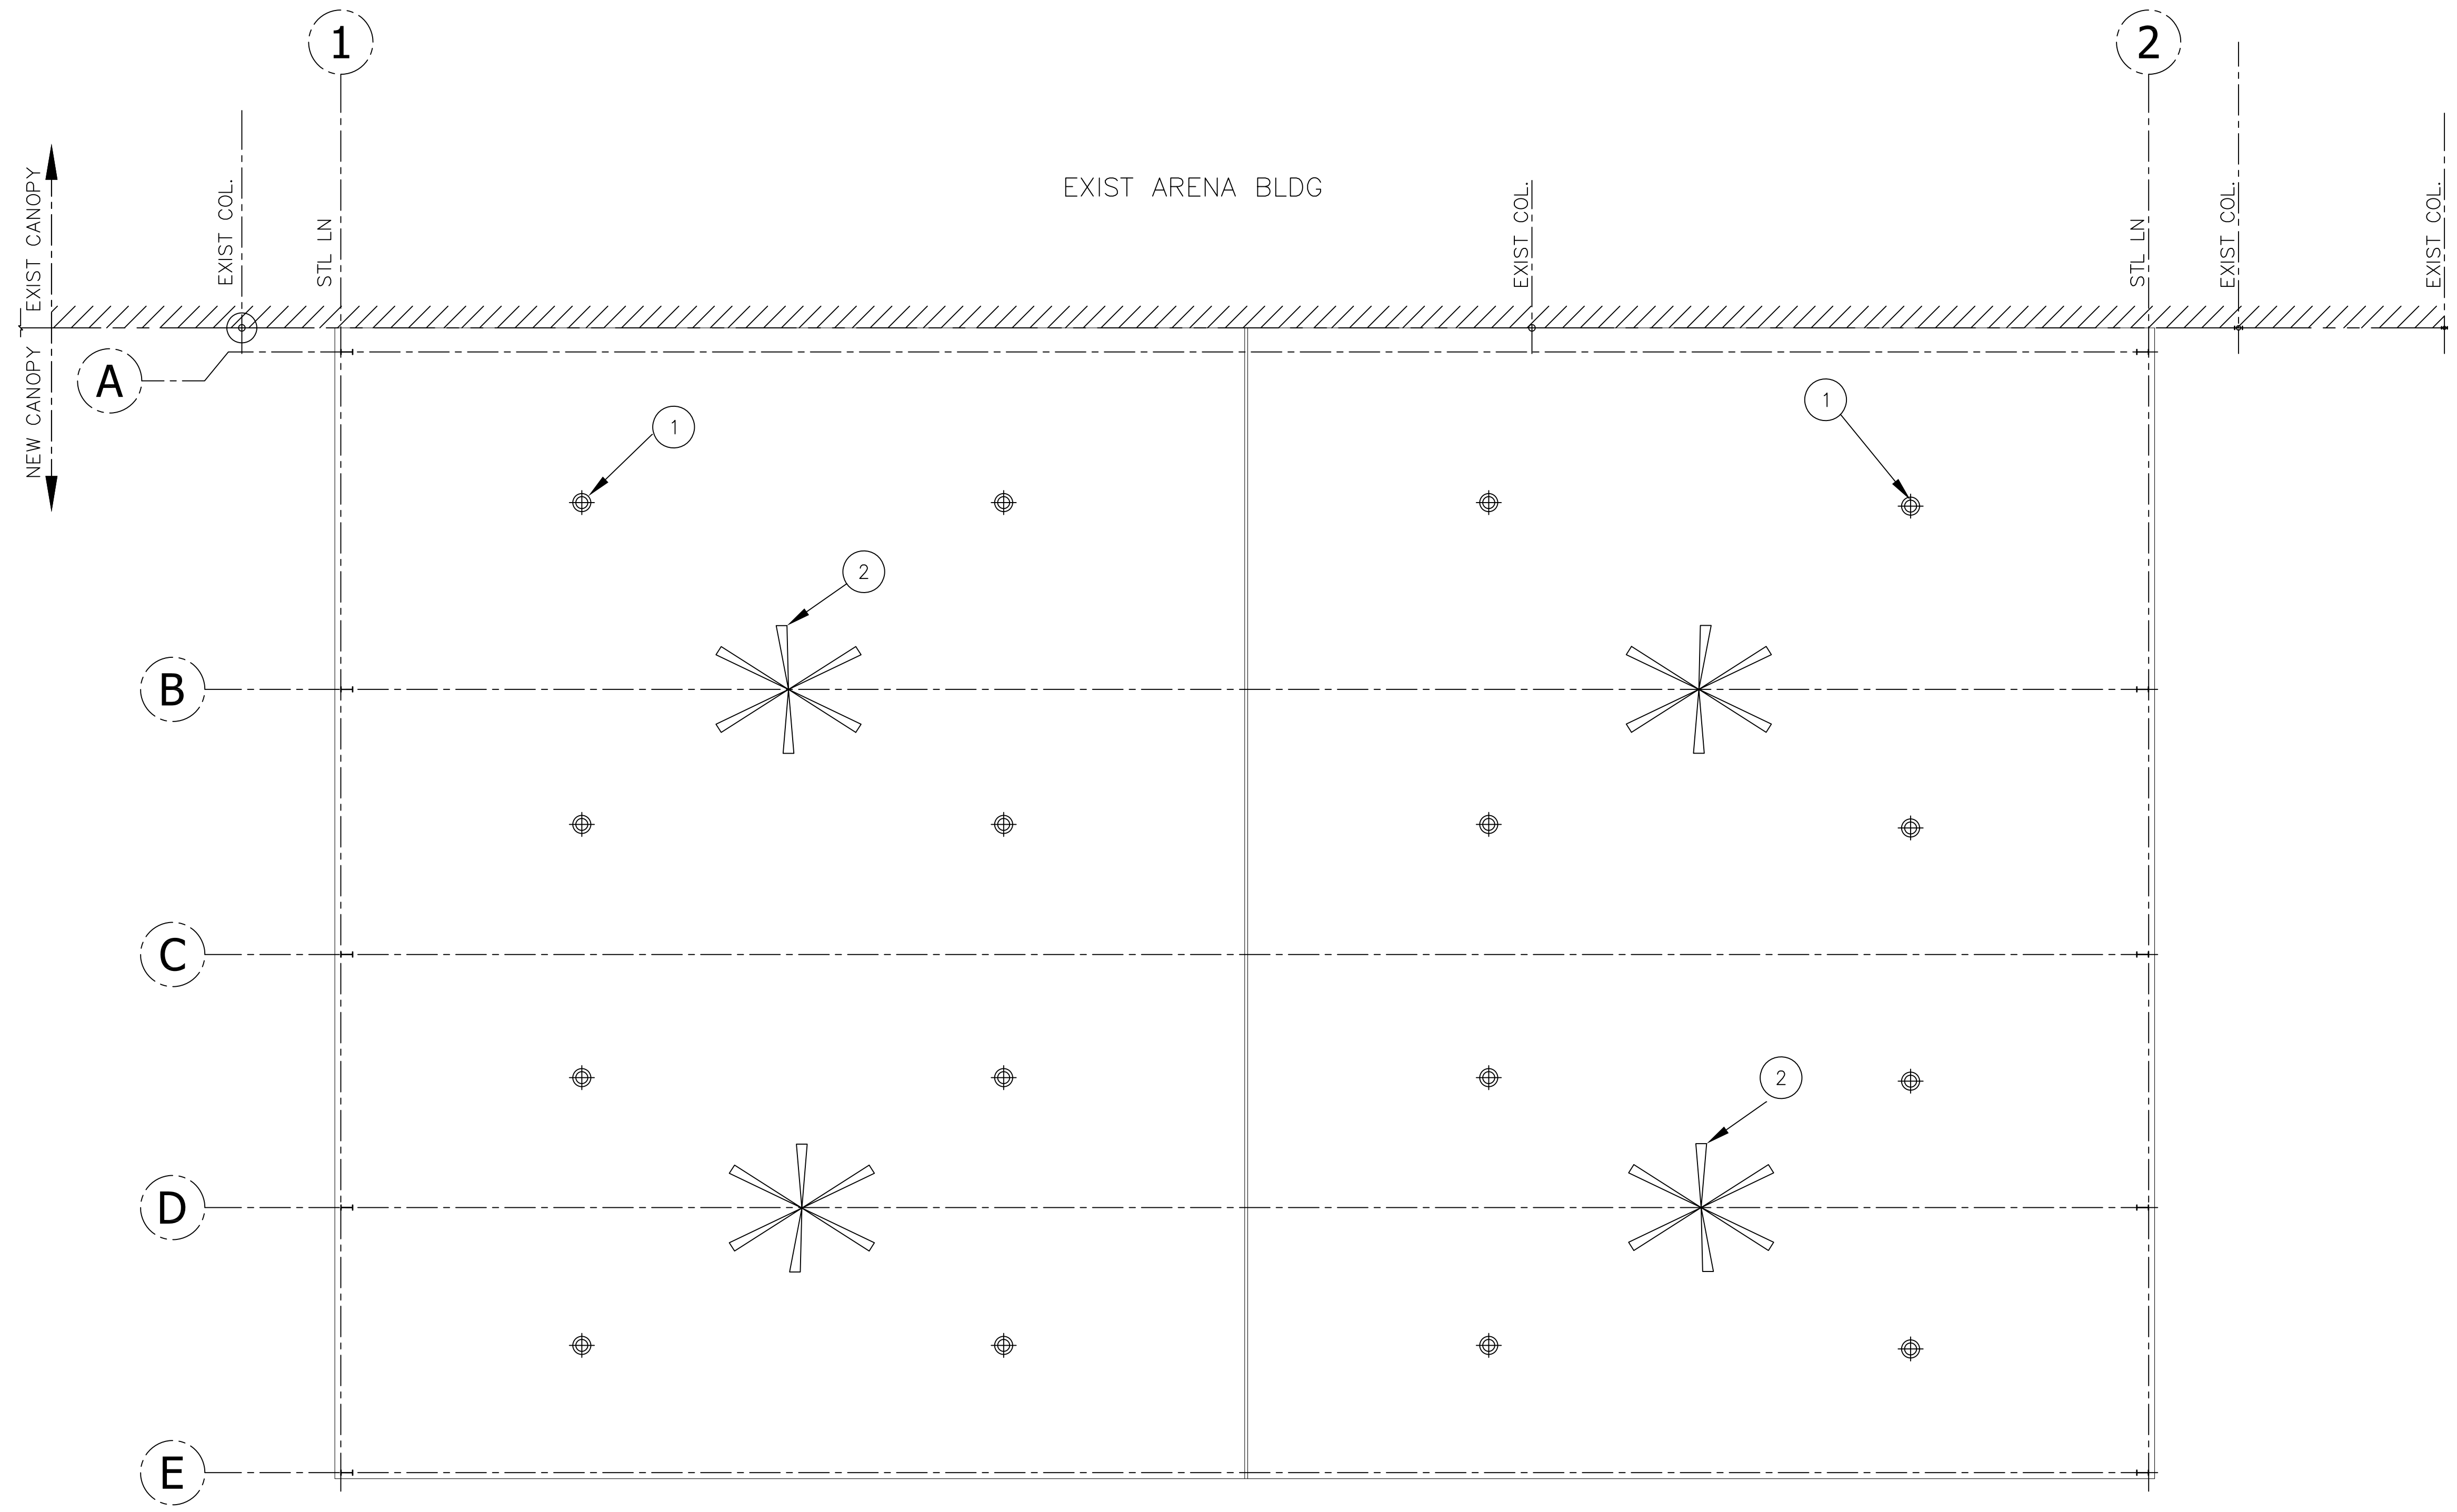 1
2
EXIST CANOPY
NEW CANOPY
EXIST COL.
STL LN
EXIST ARENA BLDG
EXIST COL.
STL LN
EXIST COL.
EXIST COL.
A
1
1
2
B
C
2
D
E